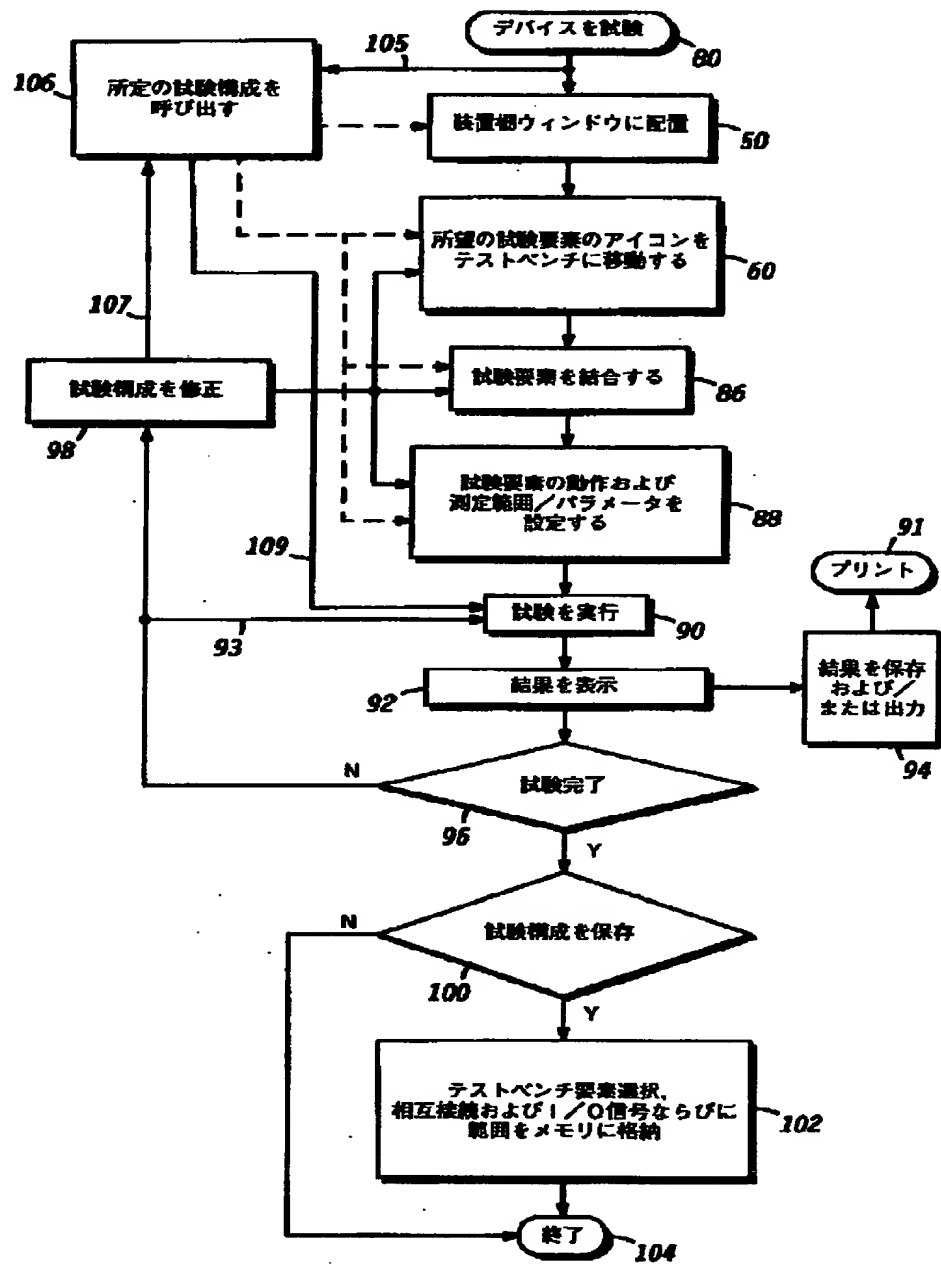 デバイスを試験
80
105
106
所定の試験構成を
呼び出す
装置棚ウィンドウに配置
50
所望の試験要素のアイコンを
テストベンチに移動する
60
107
試験構成を修正
98
試験要素を結合する
86
試験要素の動作および
測定範囲/パラメータを
設定する
88
109
91
プリント
試験を実行
90
93
結果を表示
92
結果を保存
および/
または出力
94
N
試験完了
96
Y
N
試験構成を保存
100
Y
テストベンチ要素選択,
相互接続およびI/O信号ならびに
範囲をメモリに格納
102
終了
104